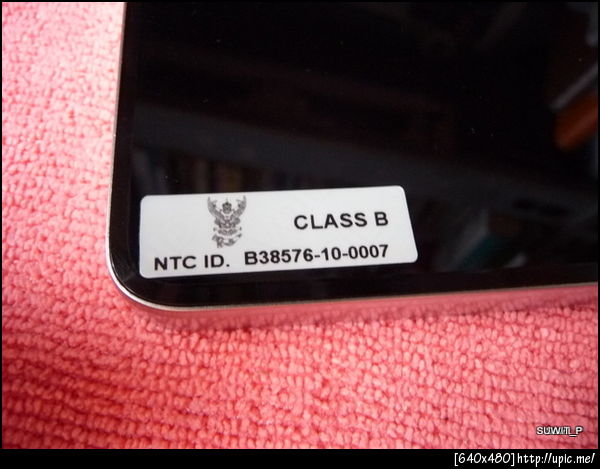 CLASS B
NTC ID. B38576-10-0007
SUWIT_P
[640x480]http://upic.me/